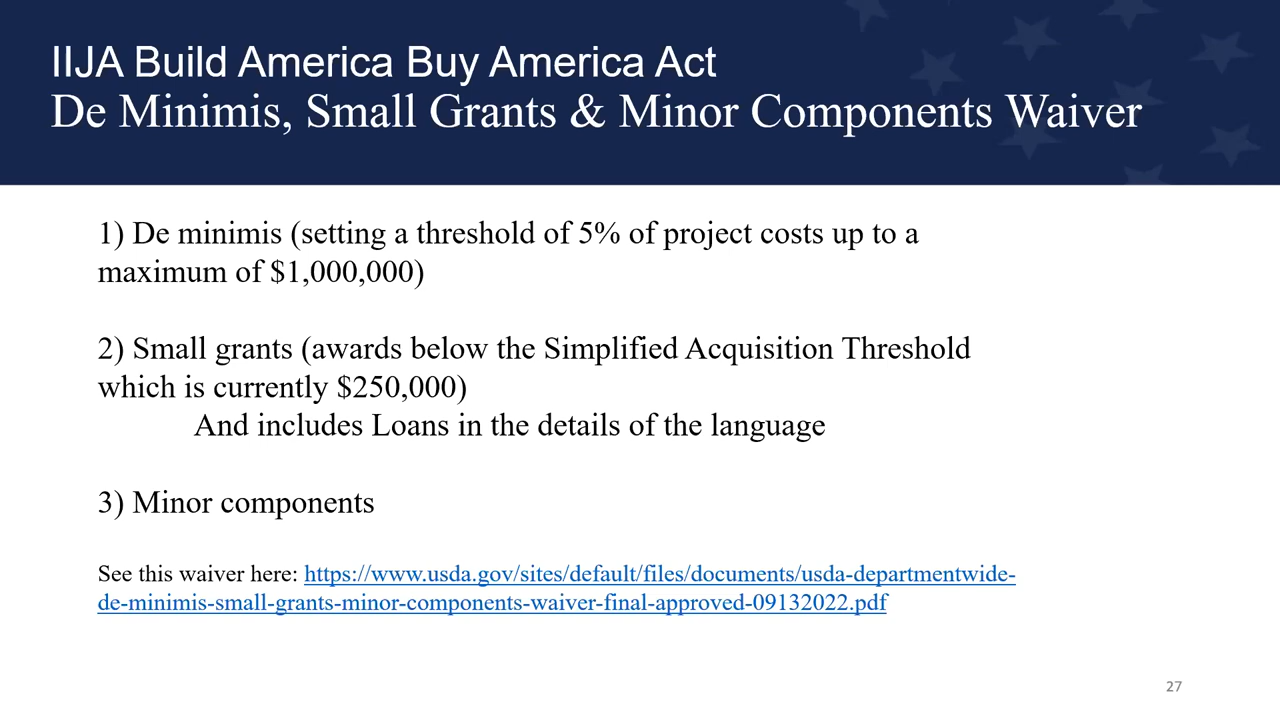 IIJA Build America Buy America Act
De Minimis, Small Grants & Minor Components Waiver
1) De minimis (setting a threshold of 5% of project costs up to a
maximum of $1,000,000)
2) Small grants (awards below the Simplified Acquisition Threshold
which is currently $250,000)
And includes Loans in the details of the language
3) Minor components
See this waiver here: https://www.usda.gov/sites/default/files/documents/usda-departmentwide-
de-minimis-small-grants-minor-components-waiver-final-approved-09132022.pdf
27